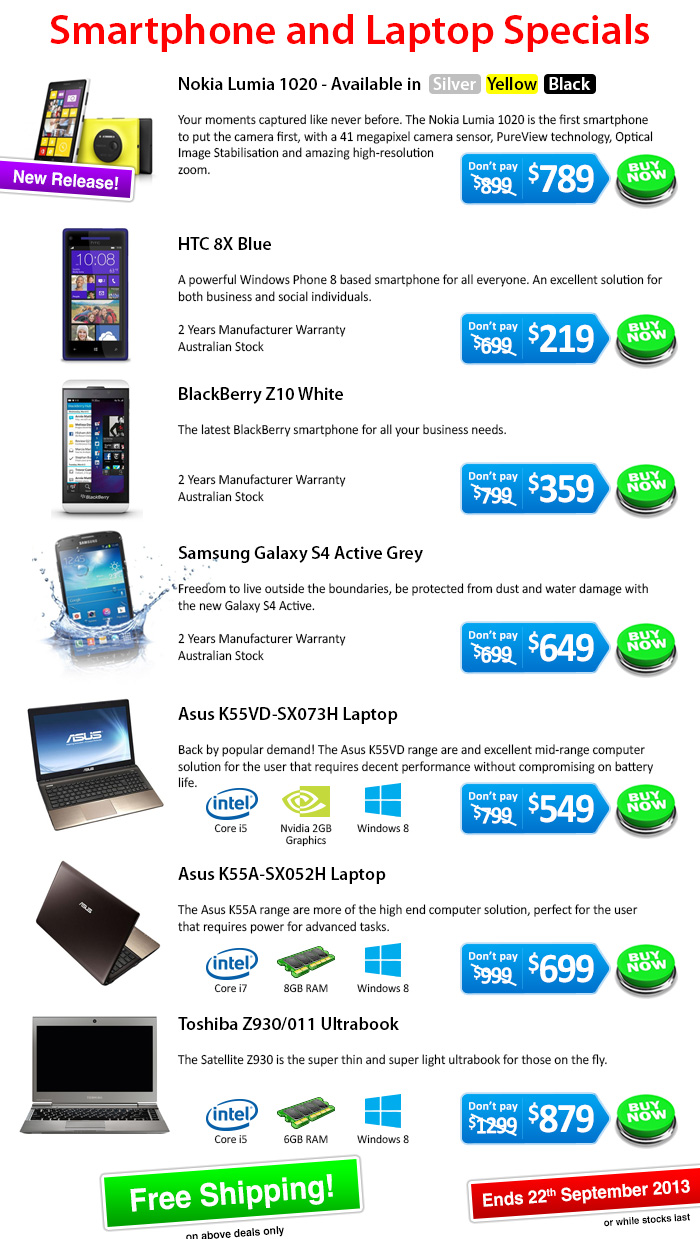 Smartphone and Laptop Specials
Nokia Lumia 1020 - Available in Silver Yellow Black
Your moments captured like never before. The Nokia Lumia 1020 is the first smartphone
to put the camera first, with a 41 megapixel camera sensor, PureView technology, Optical
Image Stabilisation and amazing high-resolution
zoom.
New Release!
Don't pay
$899
$789
BUY
NOW
HTC 8X Blue
A powerful Windows Phone 8 based smartphone for all everyone. An excellent solution for
both business and social individuals.
10:08
2 Years Manufacturer Warranty
Australian Stock
Don't pay
$699
$219
BUY
NOW
BlackBerry Z10 White
The latest BlackBerry smartphone for all your business needs.
BlackBerry
2 Years Manufacturer Warranty
Australian Stock
Don't pay
$799
$359
BUY
NOW
Samsung Galaxy S4 Active Grey
Freedom to live outside the boundaries, be protected from dust and water damage with
the new Galaxy S4 Active.
SAMSUNG
12:45
2 Years Manufacturer Warranty
Australian Stock
Don't pay
$699
$649
BUY
NOW
Asus K55VD-SX073H Laptop
Back by popular demand! The Asus K55VD range are and excellent mid-range computer
solution for the user that requires decent performance without compromising on battery
life.
ASUS
intel
Core i5
Nvidia 2GB
Graphics
Windows 8
Don't pay
$799
$549
BUY
NOW
Asus K55A-SX052H Laptop
The Asus K55A range are more of the high end computer solution, perfect for the user
that requires power for advanced tasks.
ASUS
intel
Core i7
8GB RAM
Windows 8
Don't pay
$999
$699
BUY
NOW
Toshiba Z930/011 Ultrabook
The Satellite Z930 is the super thin and super light ultrabook for those on the fly.
intel
Core i5
6GB RAM
Windows 8
Don't pay
$1299
$879
BUY
NOW
Free Shipping!
on above deals only
Ends 22th September 2013
or while stocks last